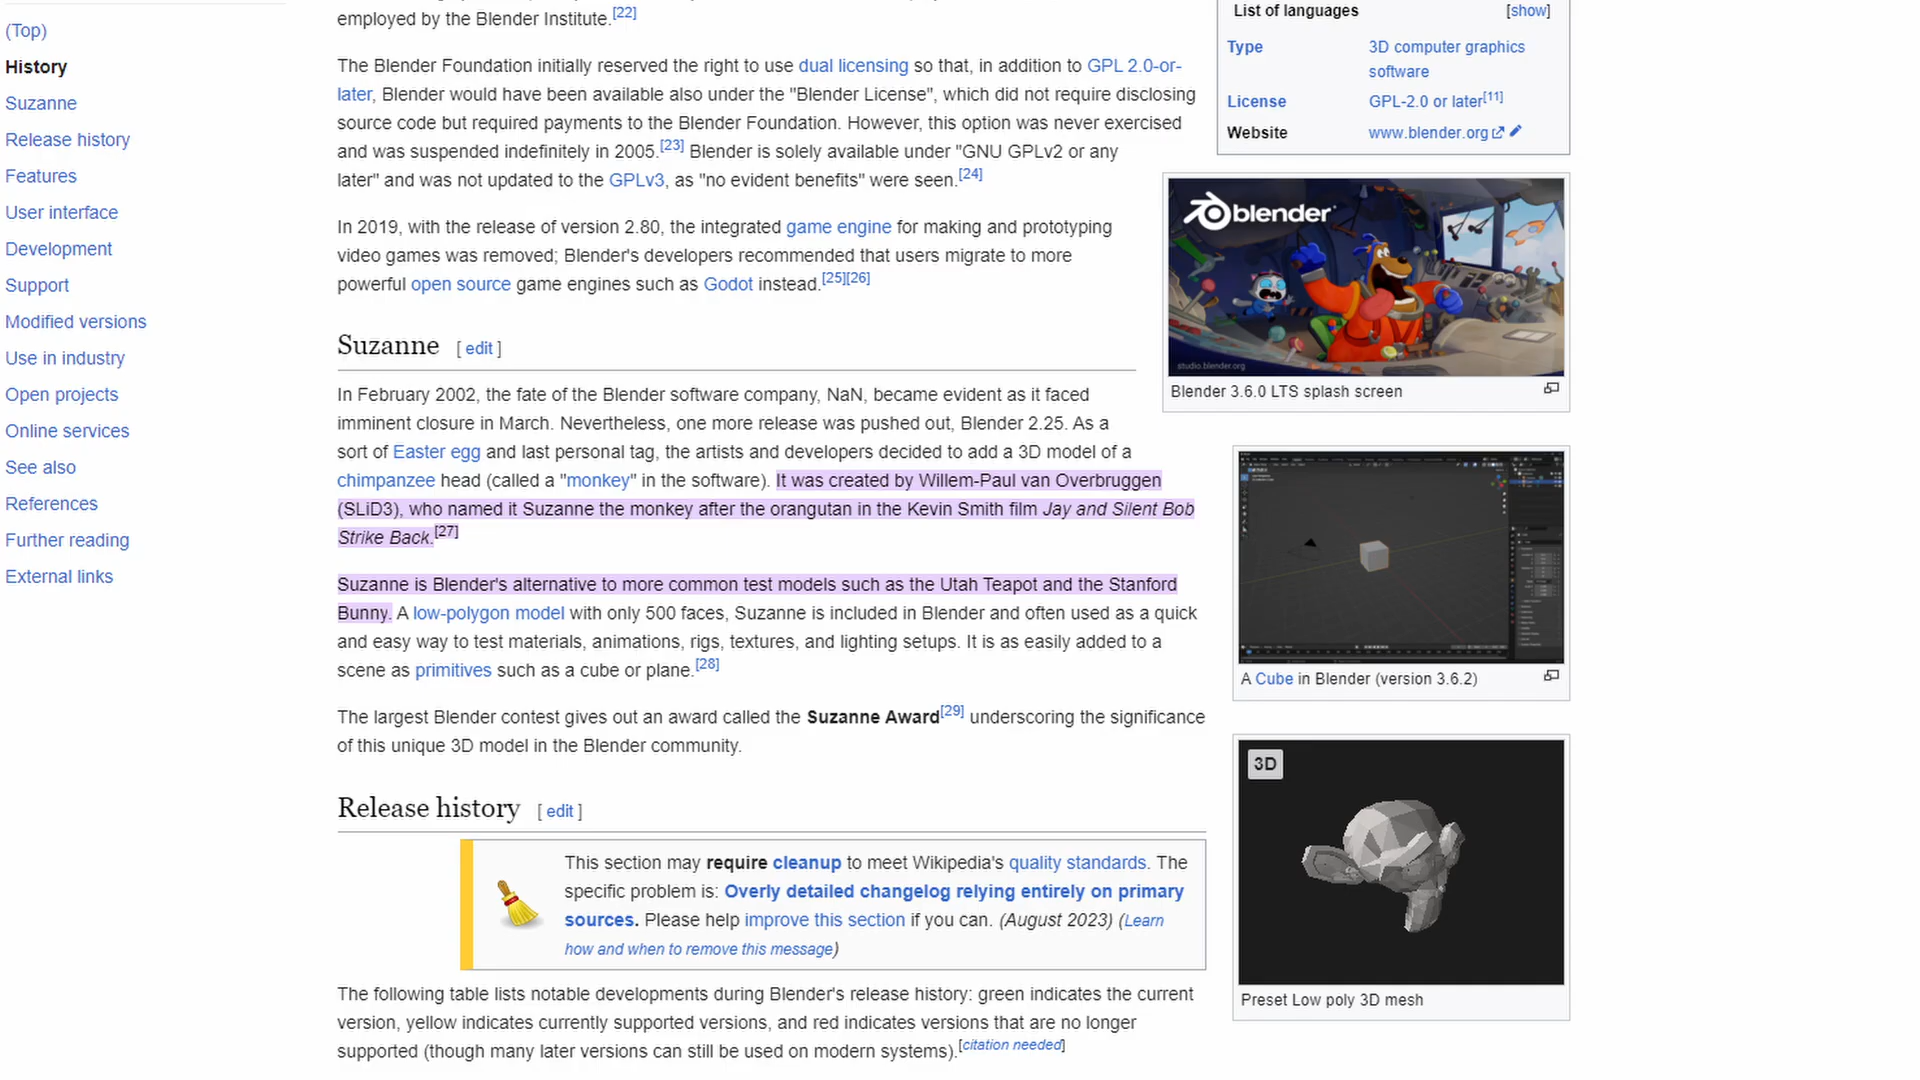 (Top)
History
Suzanne
Release history
Features
User interface
Development
Support
Modified versions
Use in industry
Open projects
Online services
See also
References
Further reading
External links
employed by the Blender Institute.[22]
The Blender Foundation initially reserved the right to use dual licensing so that, in addition to GPL 2.0-or-
later, Blender would have been available also under the "Blender License", which did not require disclosing
source code but required payments to the Blender Foundation. However, this option was never exercised
and was suspended indefinitely in 2005.[23] Blender is solely available under "GNU GPLv2 or any
later" and was not updated to the GPLv3, as "no evident benefits" were seen.[24]
In 2019, with the release of version 2.80, the integrated game engine for making and prototyping
video games was removed; Blender's developers recommended that users migrate to more
powerful open source game engines such as Godot instead.[25][26]
Suzanne [ edit ]
In February 2002, the fate of the Blender software company, NaN, became evident as it faced
imminent closure in March. Nevertheless, one more release was pushed out, Blender 2.25. As a
sort of Easter egg and last personal tag, the artists and developers decided to add a 3D model of a
chimpanzee head (called a "monkey" in the software). It was created by Willem-Paul van Overbruggen
(SLiD3), who named it Suzanne the monkey after the orangutan in the Kevin Smith film Jay and Silent Bob
Strike Back.[27]
Suzanne is Blender's alternative to more common test models such as the Utah Teapot and the Stanford
Bunny. A low-polygon model with only 500 faces, Suzanne is included in Blender and often used as a quick
and easy way to test materials, animations, rigs, textures, and lighting setups. It is as easily added to a
scene as primitives such as a cube or plane.[28]
The largest Blender contest gives out an award called the Suzanne Award[29] underscoring the significance
of this unique 3D model in the Blender community.
Release history [ edit ]
This section may require cleanup to meet Wikipedia's quality standards. The
specific problem is: Overly detailed changelog relying entirely on primary
sources. Please help improve this section if you can. (August 2023) (Learn
how and when to remove this message)
The following table lists notable developments during Blender's release history: green indicates the current
version, yellow indicates currently supported versions, and red indicates versions that are no longer
supported (though many later versions can still be used on modern systems).[citation needed]
List of languages [show]
Type 3D computer graphics
software
License GPL-2.0 or later[11]
Website www.blender.org
blender
studio.blender.org
Blender 3.6.0 LTS splash screen
A Cube in Blender (version 3.6.2)
3D
Preset Low poly 3D mesh